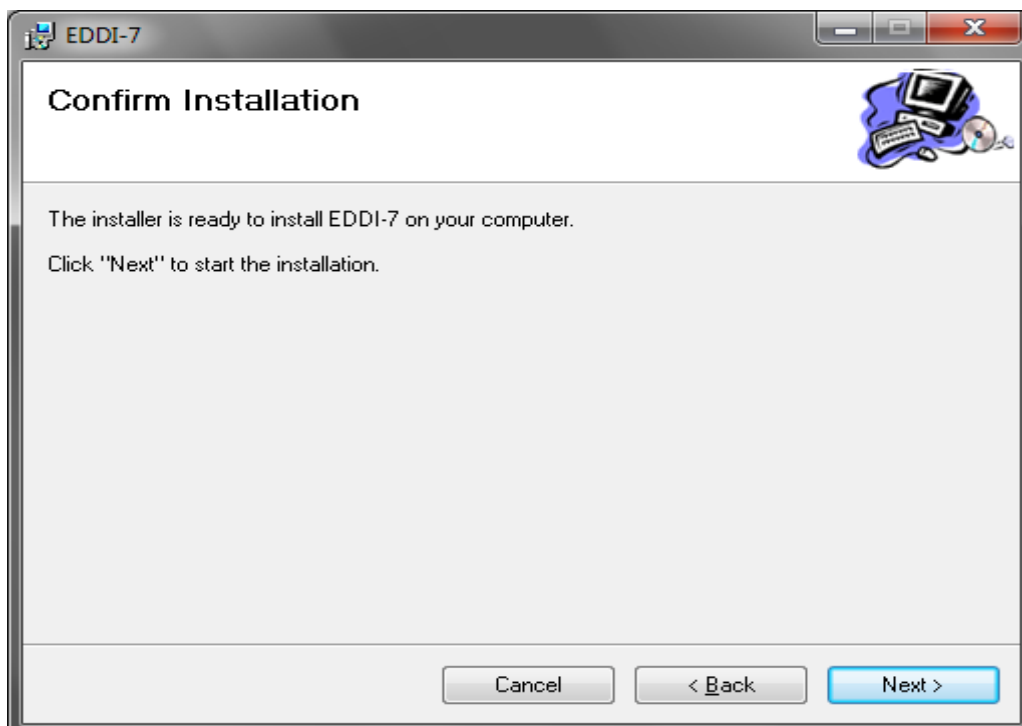 EDDI-7
Confirm Installation
The installer is ready to install EDDI-7 on your computer.
Click "Next" to start the installation.
Cancel
< Back
Next >